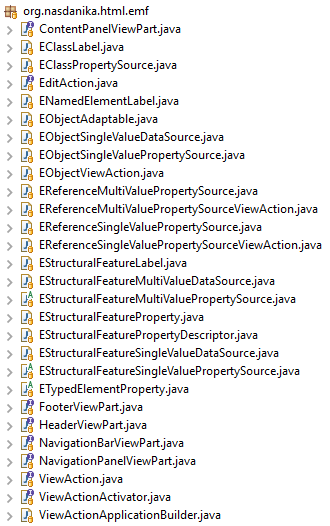 org.nasdanika.html.emf
ContentPanelViewPart.java
EClassLabel.java
EClassPropertySource.java
EditAction.java
ENamedElementLabel.java
EObjectAdaptable.java
EObjectSingleValueDataSource.java
EObjectSingleValuePropertySource.java
EObjectViewAction.java
EReferenceMultiValuePropertySource.java
EReferenceMultiValuePropertySourceViewAction.java
EReferenceSingleValuePropertySource.java
EReferenceSingleValuePropertySourceViewAction.java
EStructuralFeatureLabel.java
EStructuralFeatureMultiValueDataSource.java
EStructuralFeatureMultiValuePropertySource.java
EStructuralFeatureProperty.java
EStructuralFeaturePropertyDescriptor.java
EStructuralFeatureSingleValueDataSource.java
EStructuralFeatureSingleValuePropertySource.java
ETypedElementProperty.java
FooterViewPart.java
HeaderViewPart.java
NavigationBarViewPart.java
NavigationPanelViewPart.java
ViewAction.java
ViewActionActivator.java
ViewActionApplicationBuilder.java